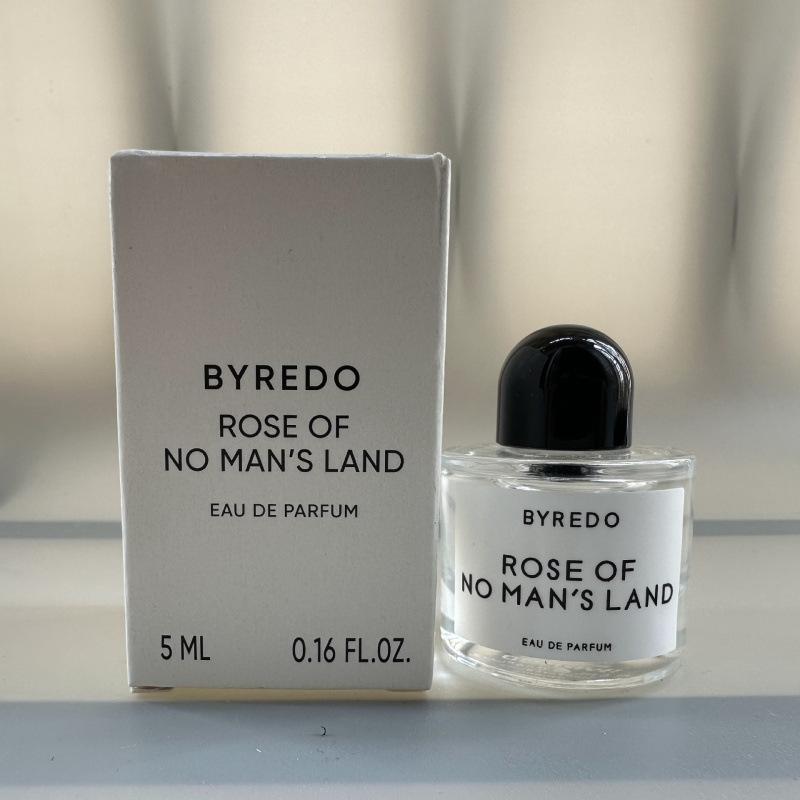 BYREDO
ROSE OF
NO MAN'S LAND
EAU DE PARFUM
5 ML 0.16 FL.OZ.
BYREDO
ROSE OF
NO MAN'S LAND
EAU DE PARFUM